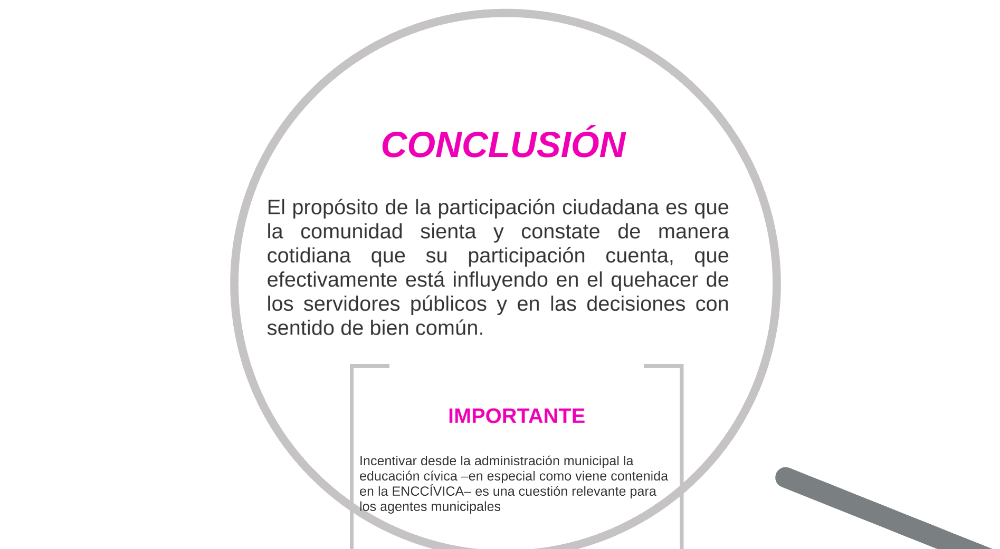 CONCLUSIÓN
El propósito de la participación ciudadana es que
la comunidad sienta y constate de manera
cotidiana que su participación cuenta, que
efectivamente está influyendo en el quehacer de
los servidores públicos y en las decisiones con
sentido de bien común.
IMPORTANTE
Incentivar desde la administración municipal la
educación cívica –en especial como viene contenida
en la ENCCÍVICA– es una cuestión relevante para
los agentes municipales